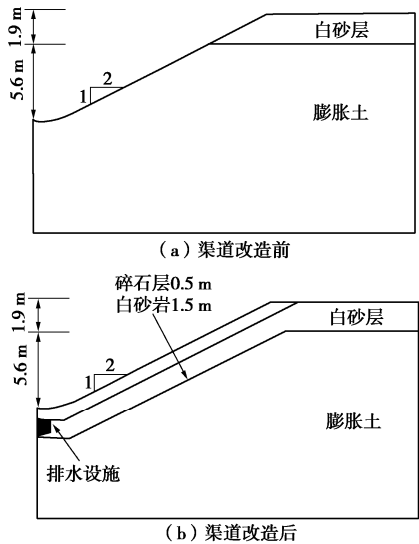 1.9 m
白砂层
5.6 m
2
1
膨胀土
(a)渠道改造前
碎石层0.5 m
白砂岩1.5 m
1.9 m
白砂层
2
1
5.6 m
膨胀土
排水设施
(b)渠道改造后